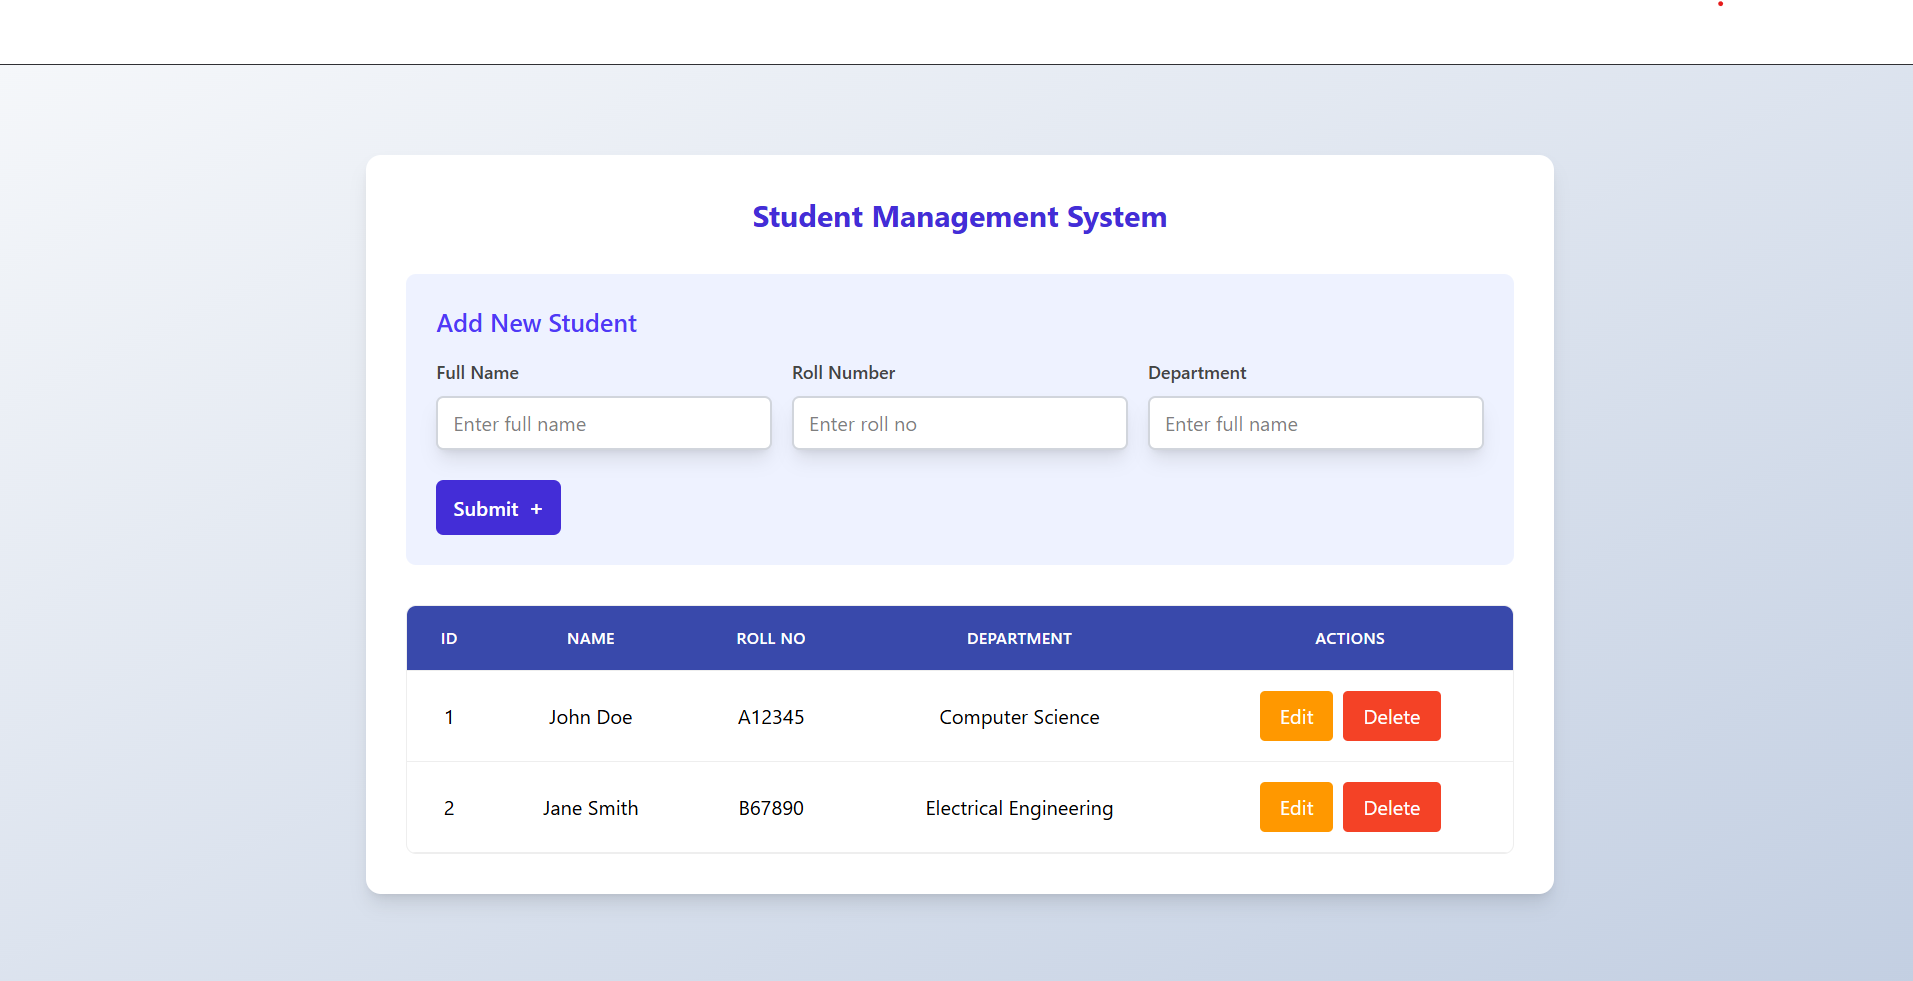 Student Management System
Add New Student
Full Name Roll Number Department
Enter full name Enter roll no Enter full name
Submit +
ID NAME ROLL NO DEPARTMENT ACTIONS
1 John Doe A12345 Computer Science Edit Delete
2 Jane Smith B67890 Electrical Engineering Edit Delete